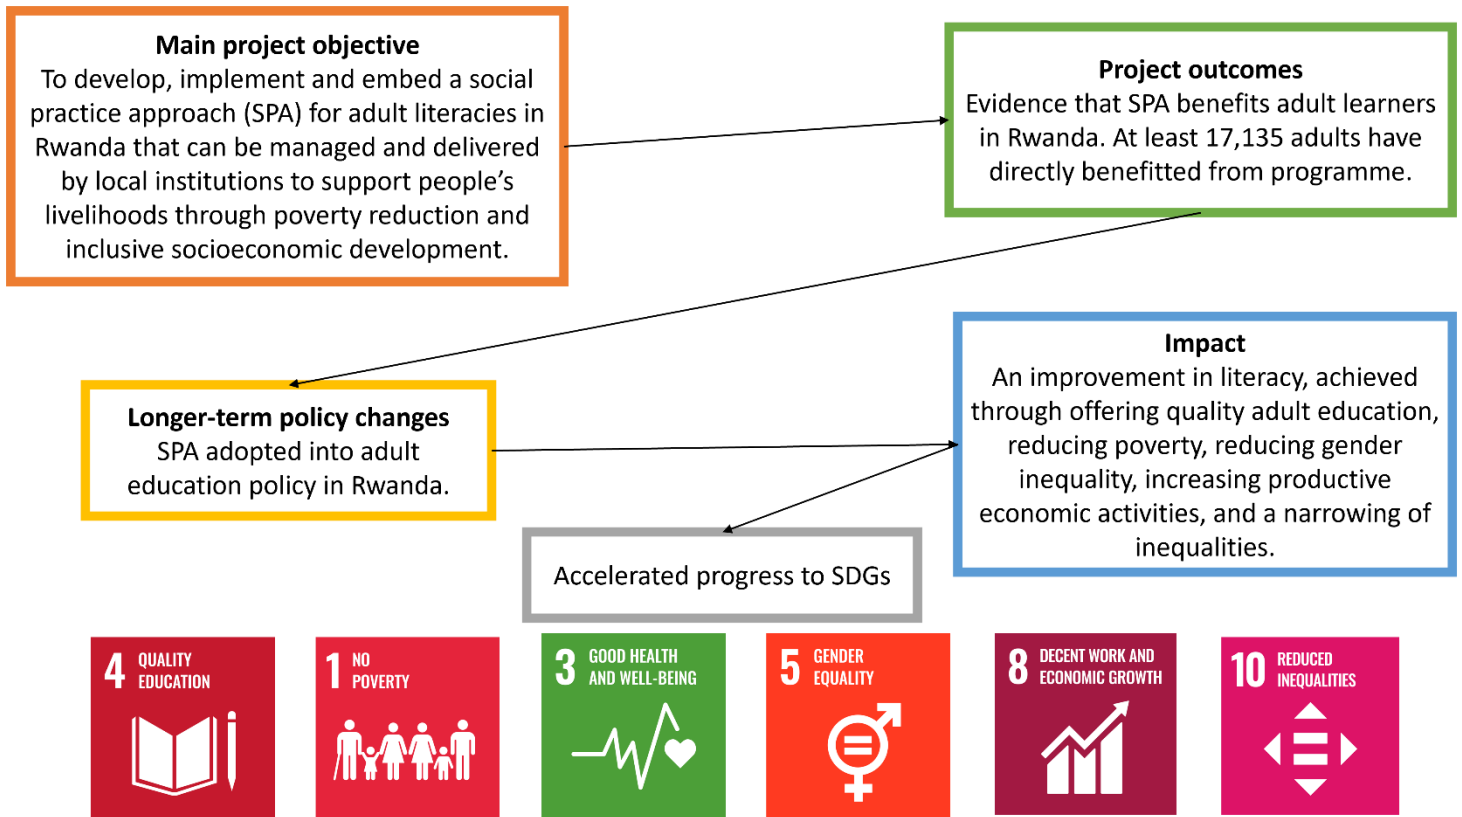 Main project objective
To develop, implement and embed a social
practice approach (SPA) for adult literacies in
Rwanda that can be managed and delivered
by local institutions to support people’s
livelihoods through poverty reduction and
inclusive socioeconomic development.
Project outcomes
Evidence that SPA benefits adult learners
in Rwanda. At least 17,135 adults have
directly benefitted from programme.
Longer-term policy changes
SPA adopted into adult
education policy in Rwanda.
Impact
An improvement in literacy, achieved
through offering quality adult education,
reducing poverty, reducing gender
inequality, increasing productive
economic activities, and a narrowing of
inequalities.
Accelerated progress to SDGs
4 QUALITY
EDUCATION
1 NO
POVERTY
3 GOOD HEALTH
AND WELL-BEING
5 GENDER
EQUALITY
8 DECENT WORK AND
ECONOMIC GROWTH
10 REDUCED
INEQUALITIES